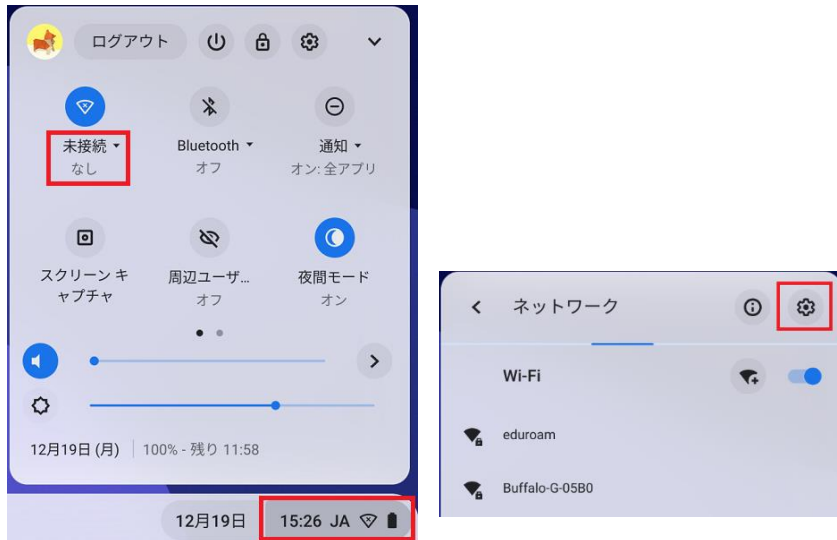 ログアウト
未接続
なし
Bluetooth
オフ
通知
オン: 全アプリ
スクリーン キ
ャプチャ
周辺ユーザ...
オフ
夜間モード
オン
12月19日 (月)
100% - 残り 11:58
12月19日
15:26 JA
ネットワーク
Wi-Fi
eduroam
Buffalo-G-05B0